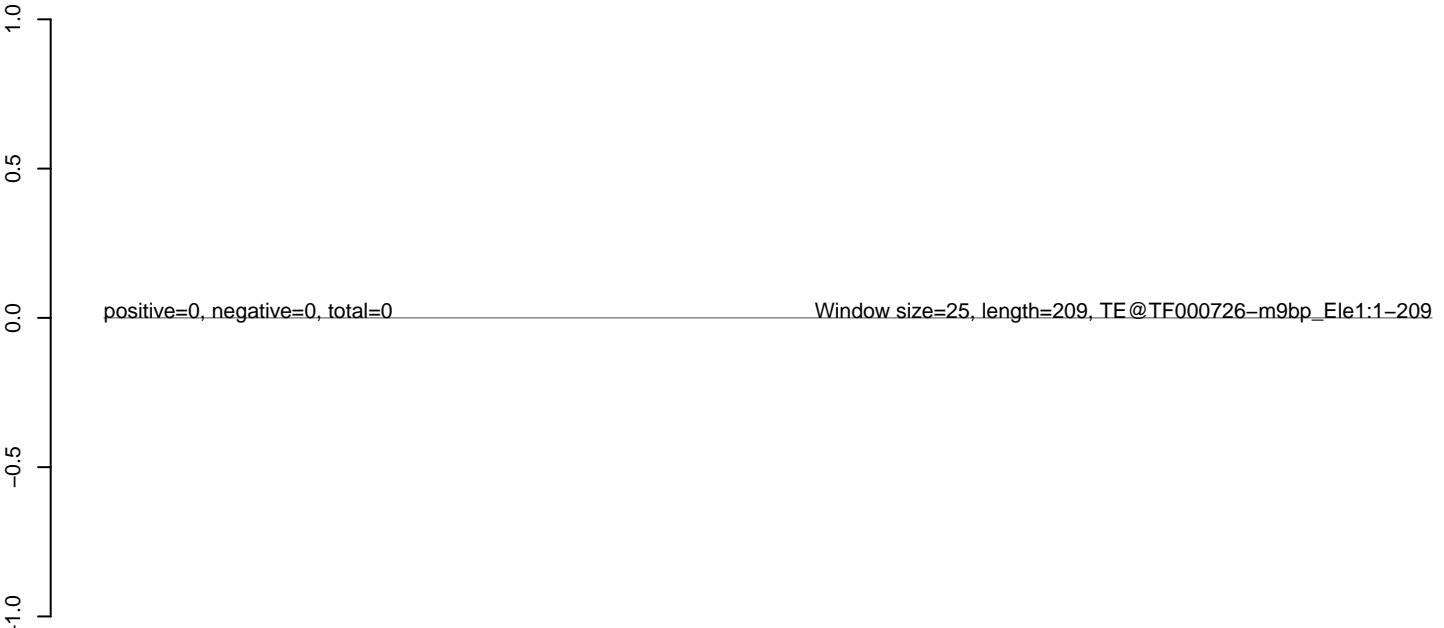 1.0
0.5
0.0
−0.5
−1.0
positive=0, negative=0, total=0
Window size=25, length=209, TE@TF000726−m9bp_Ele1:1−209